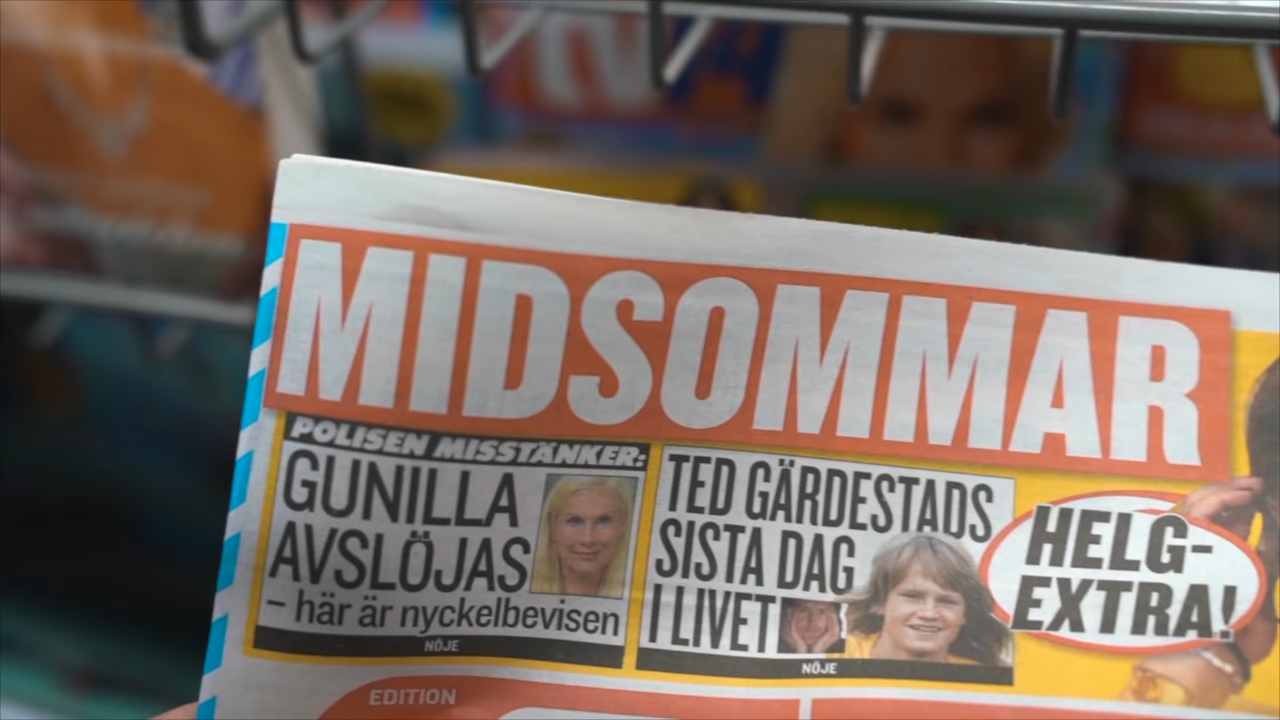 MIDSOMMAR
POLISEN MISSTÄNKER:
GUNILLA
AVSLÖJAS
– här är nyckelbevisen
NÖJE
TED GÄRDESTADS
SISTA DAG
I LIVET
NÖJE
HELG-
EXTRA!
EDITION